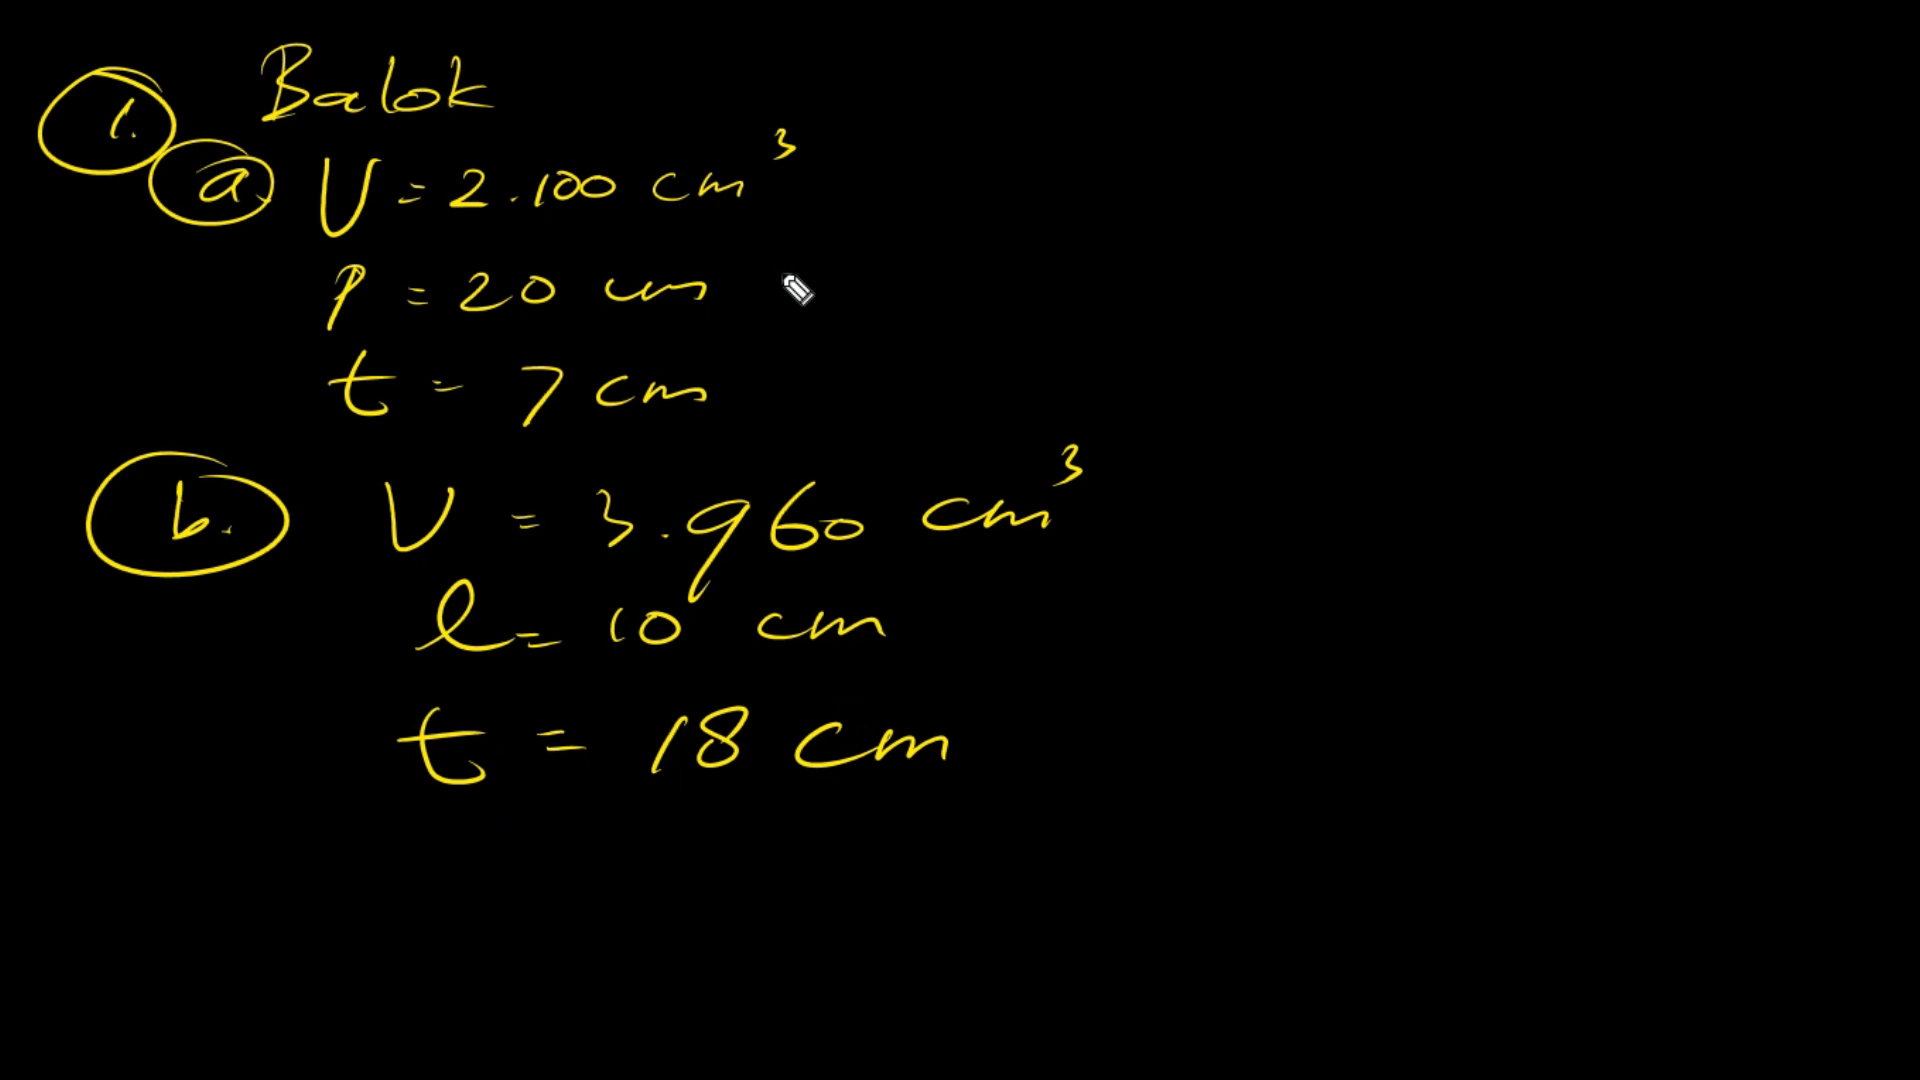 1. Balok
a. V = 2.100 cm³
p = 20 cm
t = 7 cm
b. V = 3.960 cm³
l = 10 cm
t = 18 cm